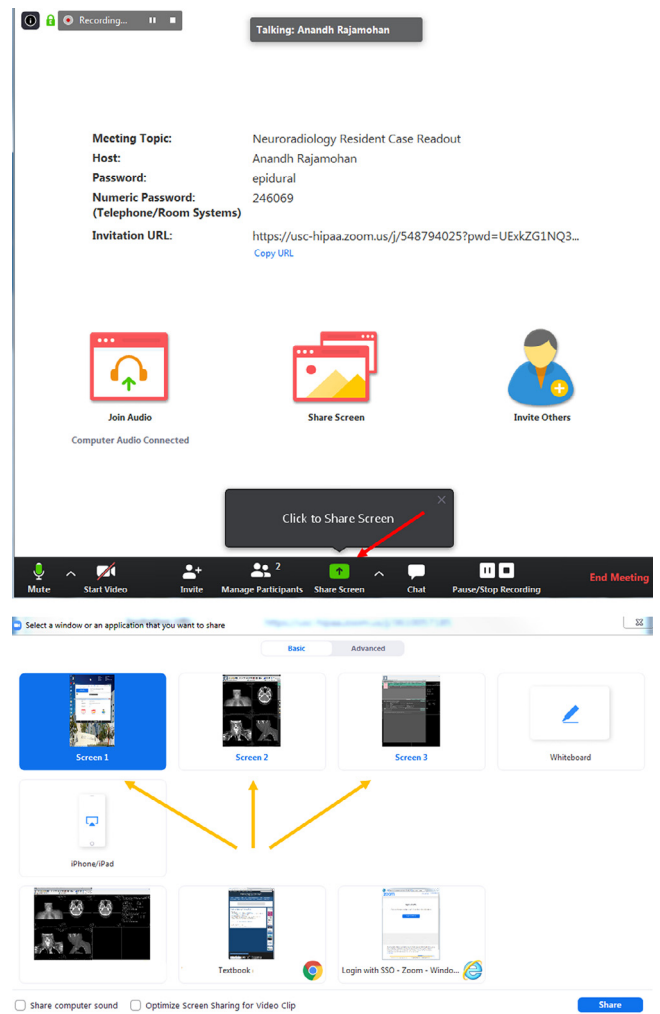 Recording...
Talking: Anandh Rajamohan
Meeting Topic: Neuroradiology Resident Case Readout
Host: Anandh Rajamohan
Password: epidural
Numeric Password: 246069
(Telephone/Room Systems)
Invitation URL: https://usc-hipaa.zoom.us/j/548794025?pwd=UExkZG1NQ3...
Copy URL
Join Audio Share Screen Invite Others
Computer Audio Connected
Click to Share Screen
2
Mute Start Video Invite Manage Participants Share Screen Chat Pause/Stop Recording End Meeting
Select a window or an application that you want to share
Basic Advanced
Screen 1 Screen 2 Screen 3 Whiteboard
iPhone/iPad
Textbook Login with SSO - Zoom - Windo...
Share computer sound Optimize Screen Sharing for Video Clip Share